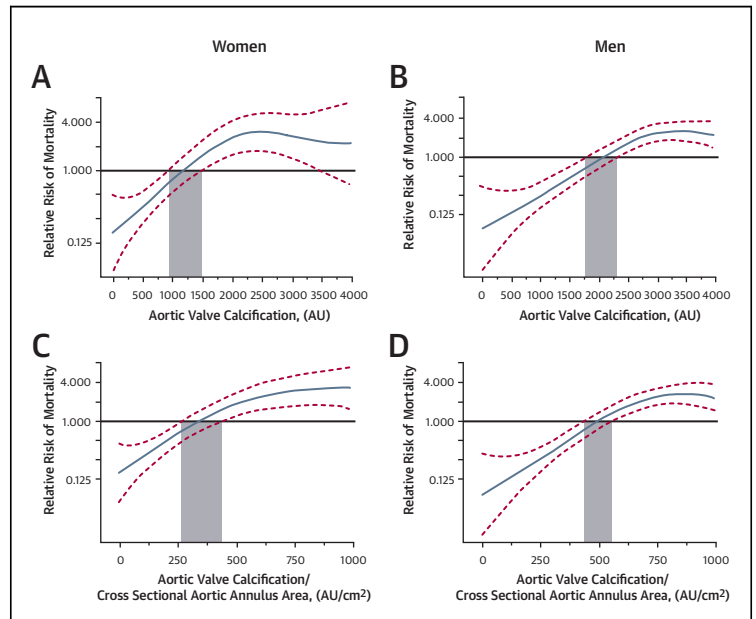 Women
Men
A
B
Relative Risk of Mortality
4.000
1.000
0.125
0 500 1000 1500 2000 2500 3000 3500 4000
Aortic Valve Calcification, (AU)
Relative Risk of Mortality
4.000
1.000
0.125
0 500 1000 1500 2000 2500 3000 3500 4000
Aortic Valve Calcification, (AU)
C
D
Relative Risk of Mortality
4.000
1.000
0.125
0 250 500 750 1000
Aortic Valve Calcification/
Cross Sectional Aortic Annulus Area, (AU/cm²)
Relative Risk of Mortality
4.000
1.000
0.125
0 250 500 750 1000
Aortic Valve Calcification/
Cross Sectional Aortic Annulus Area, (AU/cm²)